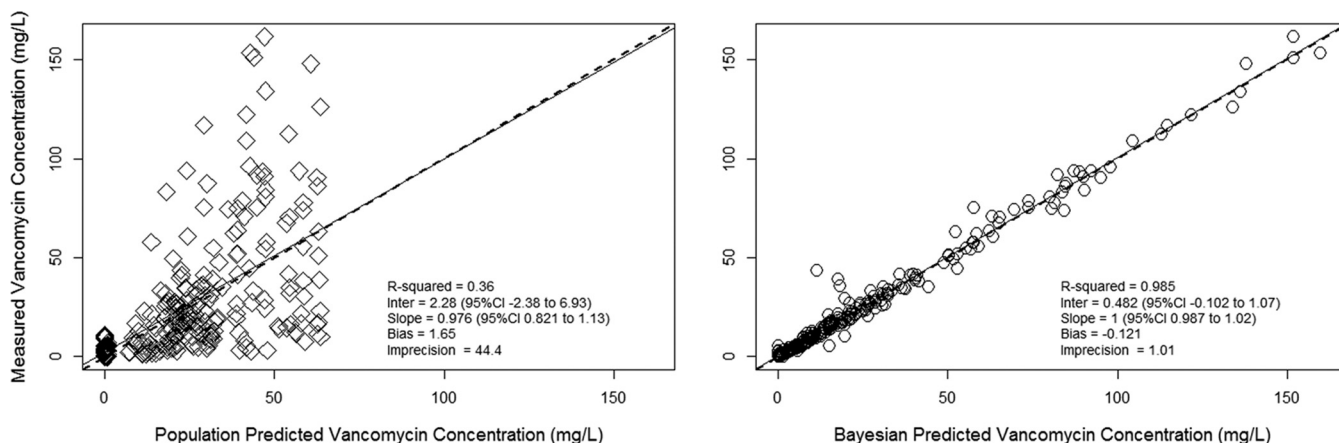 Measured Vancomycin Concentration (mg/L)
150
100
50
0
R-squared = 0.36
Inter = 2.28 (95%CI -2.38 to 6.93)
Slope = 0.976 (95%CI 0.821 to 1.13)
Bias = 1.65
Imprecision = 44.4
0
50
100
150
Population Predicted Vancomycin Concentration (mg/L)
150
100
50
0
R-squared = 0.985
Inter = 0.482 (95%CI -0.102 to 1.07)
Slope = 1 (95%CI 0.987 to 1.02)
Bias = -0.121
Imprecision = 1.01
0
50
100
150
Bayesian Predicted Vancomycin Concentration (mg/L)